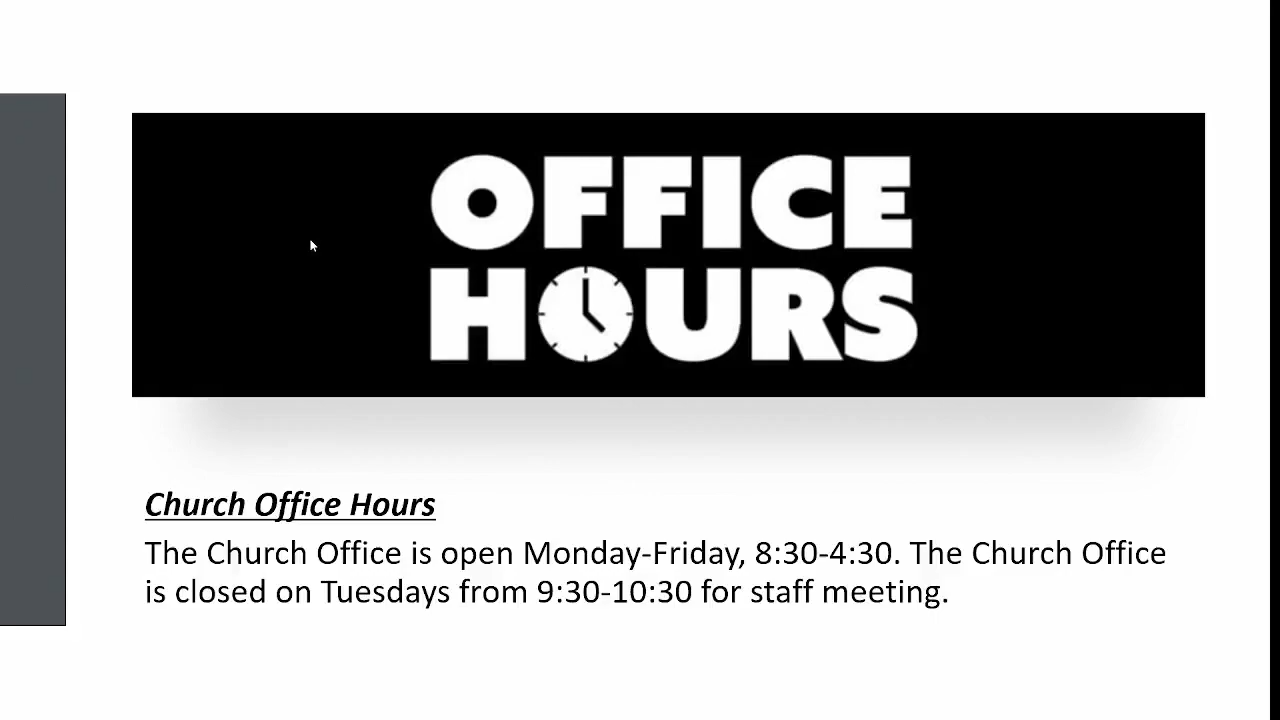 OFFICE
HOURS
Church Office Hours
The Church Office is open Monday-Friday, 8:30-4:30. The Church Office
is closed on Tuesdays from 9:30-10:30 for staff meeting.